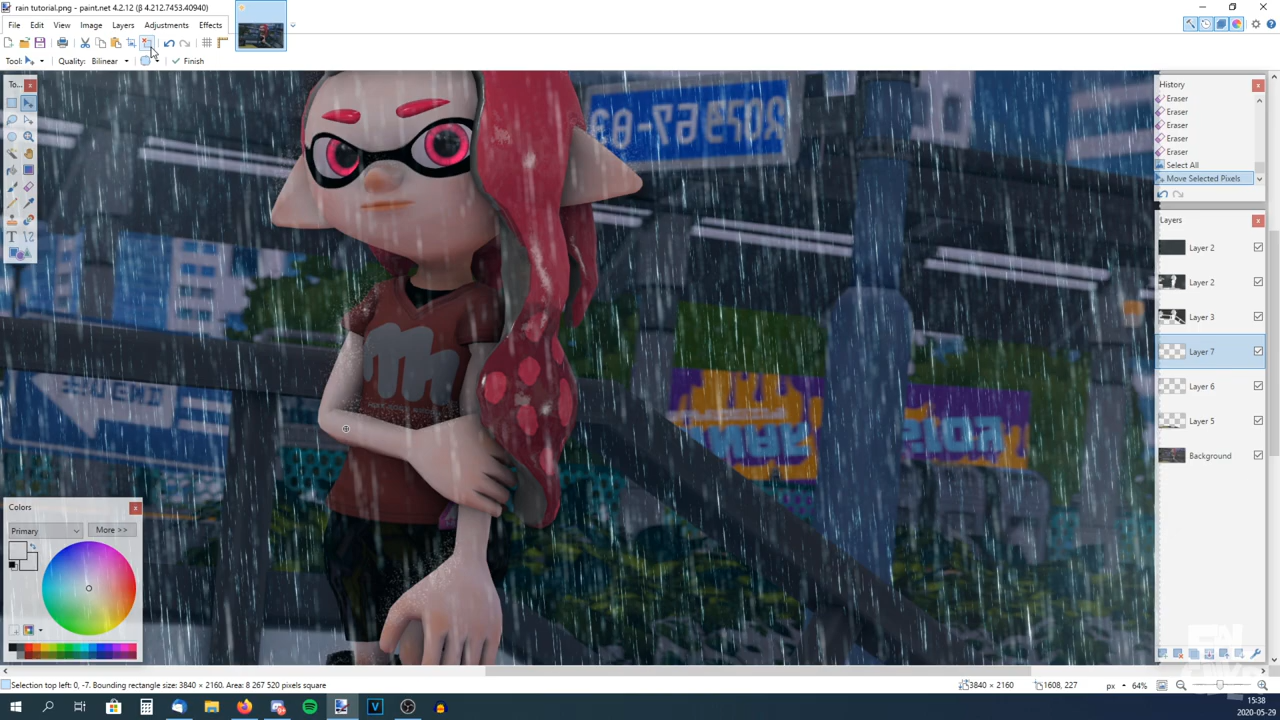 rain tutorial.png - paint.net 4.2.12 (β 4.212.7453.40940)
File Edit View Image Layers Adjustments Effects
Tool: Quality: Bilinear Finish
To...
History
Eraser
Eraser
Eraser
Eraser
Eraser
Select All
Move Selected Pixels
Layers
Layer 2
Layer 2
Layer 3
Layer 7
Layer 6
Layer 5
Background
Colors
Primary
More >>
Selection top left: 0, -7. Bounding rectangle size: 3840 × 2160. Area: 8 267 520 pixels square
3840 × 2160
1608, 227
px
64%
15:38
2020-05-29